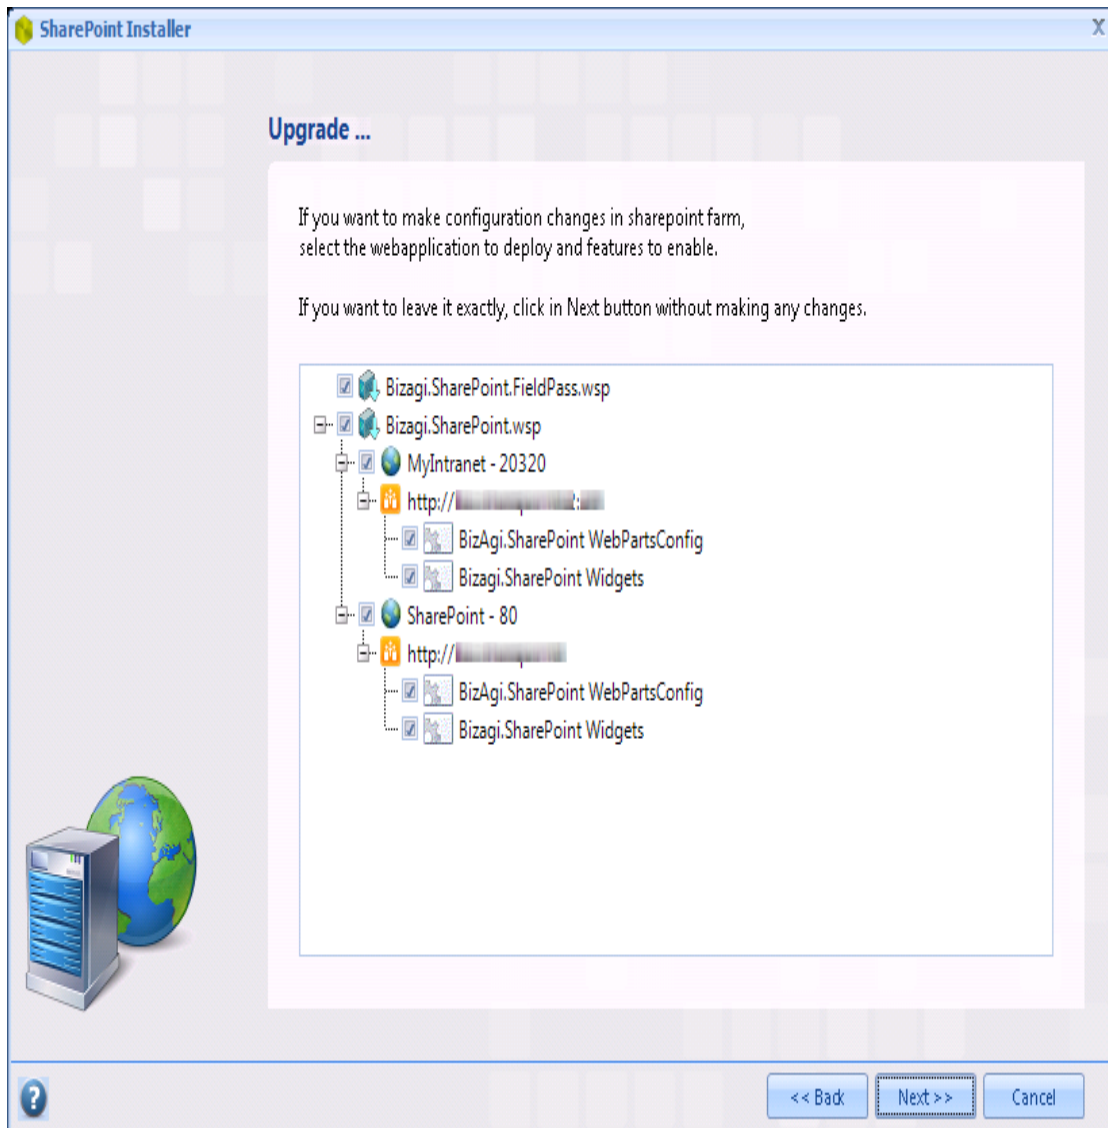 SharePoint Installer
X
Upgrade ...
If you want to make configuration changes in sharepoint farm,
select the webapplication to deploy and features to enable.
If you want to leave it exactly, click in Next button without making any changes.
Bizagi.SharePoint.FieldPass.wsp
Bizagi.SharePoint.wsp
MyIntranet - 20320
http://
BizAgi.SharePoint WebPartsConfig
Bizagi.SharePoint Widgets
SharePoint - 80
http://
BizAgi.SharePoint WebPartsConfig
Bizagi.SharePoint Widgets
?
<< Back Next >> Cancel